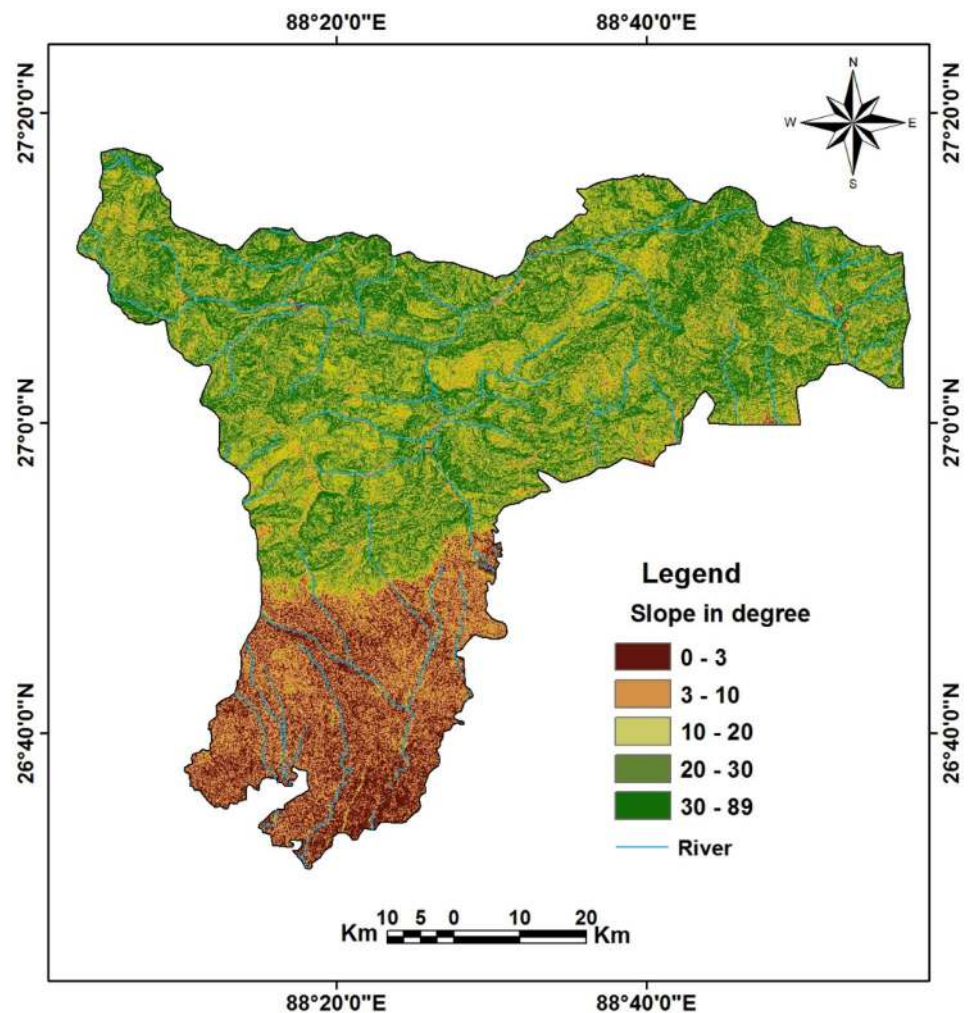 88°20'0"E 88°40'0"E
27°20'0"N 27°20'0"N
N
W E
S
27°0'0"N 27°0'0"N
Legend
Slope in degree
0 - 3
3 - 10
10 - 20
20 - 30
30 - 89
River
26°40'0"N 26°40'0"N
10 5 0 10 20
Km Km
88°20'0"E 88°40'0"E